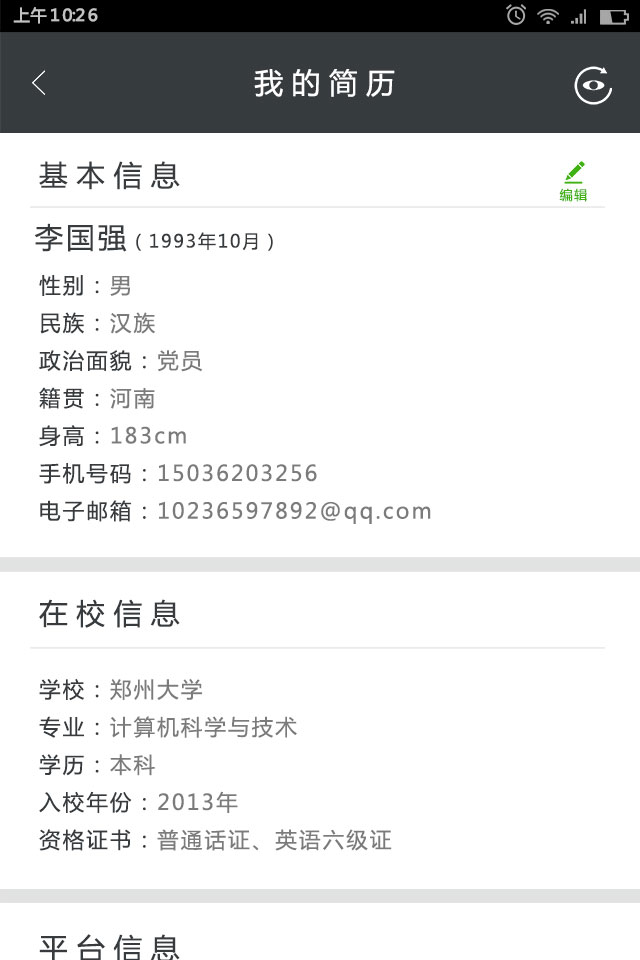 上午10:26
我的简历
基本信息
编辑
李国强（1993年10月）
性别：男
民族：汉族
政治面貌：党员
籍贯：河南
身高：183cm
手机号码：15036203256
电子邮箱：10236597892@qq.com
在校信息
学校：郑州大学
专业：计算机科学与技术
学历：本科
入校年份：2013年
资格证书：普通话证、英语六级证
平台信息